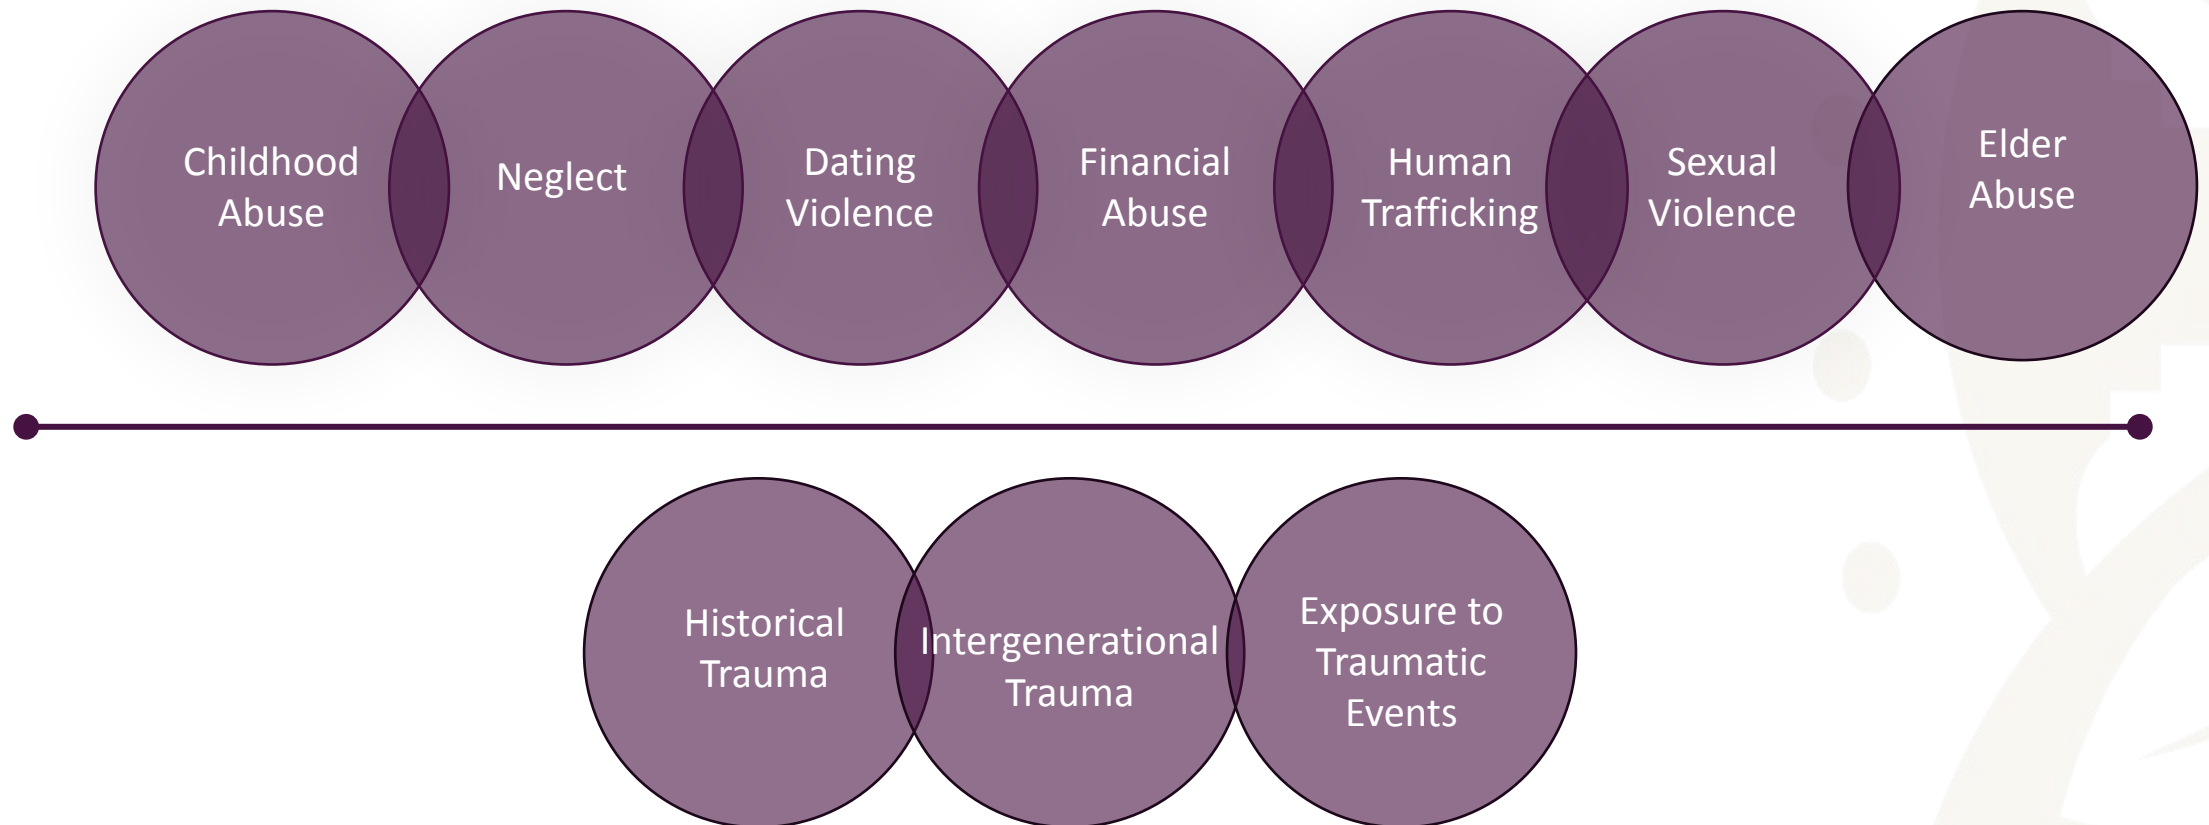 Childhood
Abuse
Neglect
Dating
Violence
Financial
Abuse
Human
Trafficking
Sexual
Violence
Elder
Abuse
Historical
Trauma
Intergenerational
Trauma
Exposure to
Traumatic
Events